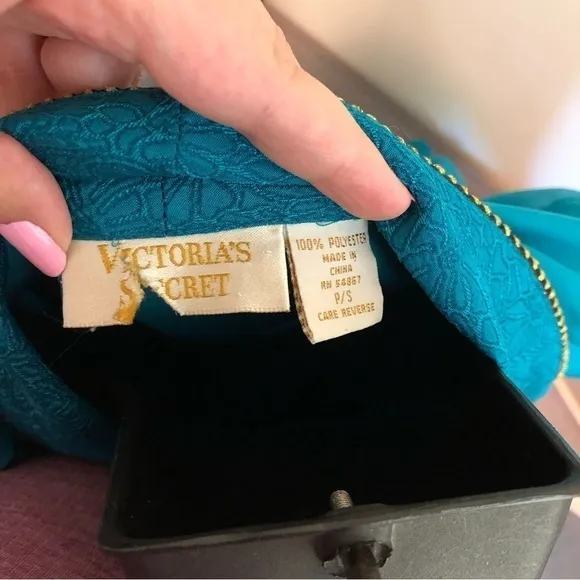 VICTORIA'S
SECRET
100% POLYESTER
MADE IN
CHINA
RN 54867
P/S
CARE REVERSE